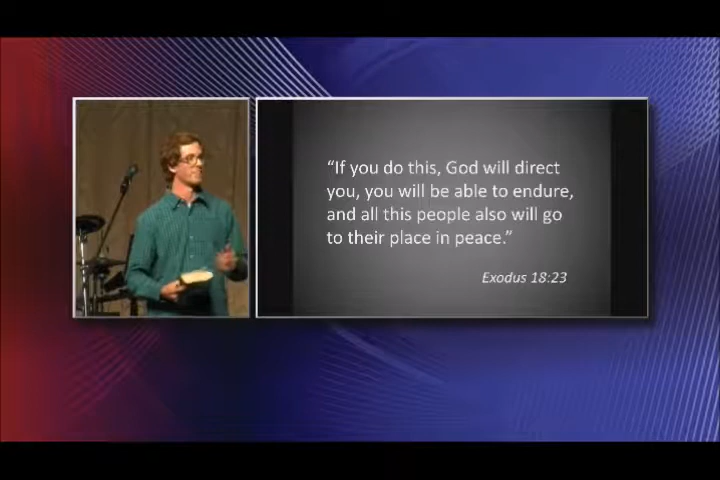 “If you do this, God will direct
you, you will be able to endure,
and all this people also will go
to their place in peace.”
Exodus 18:23